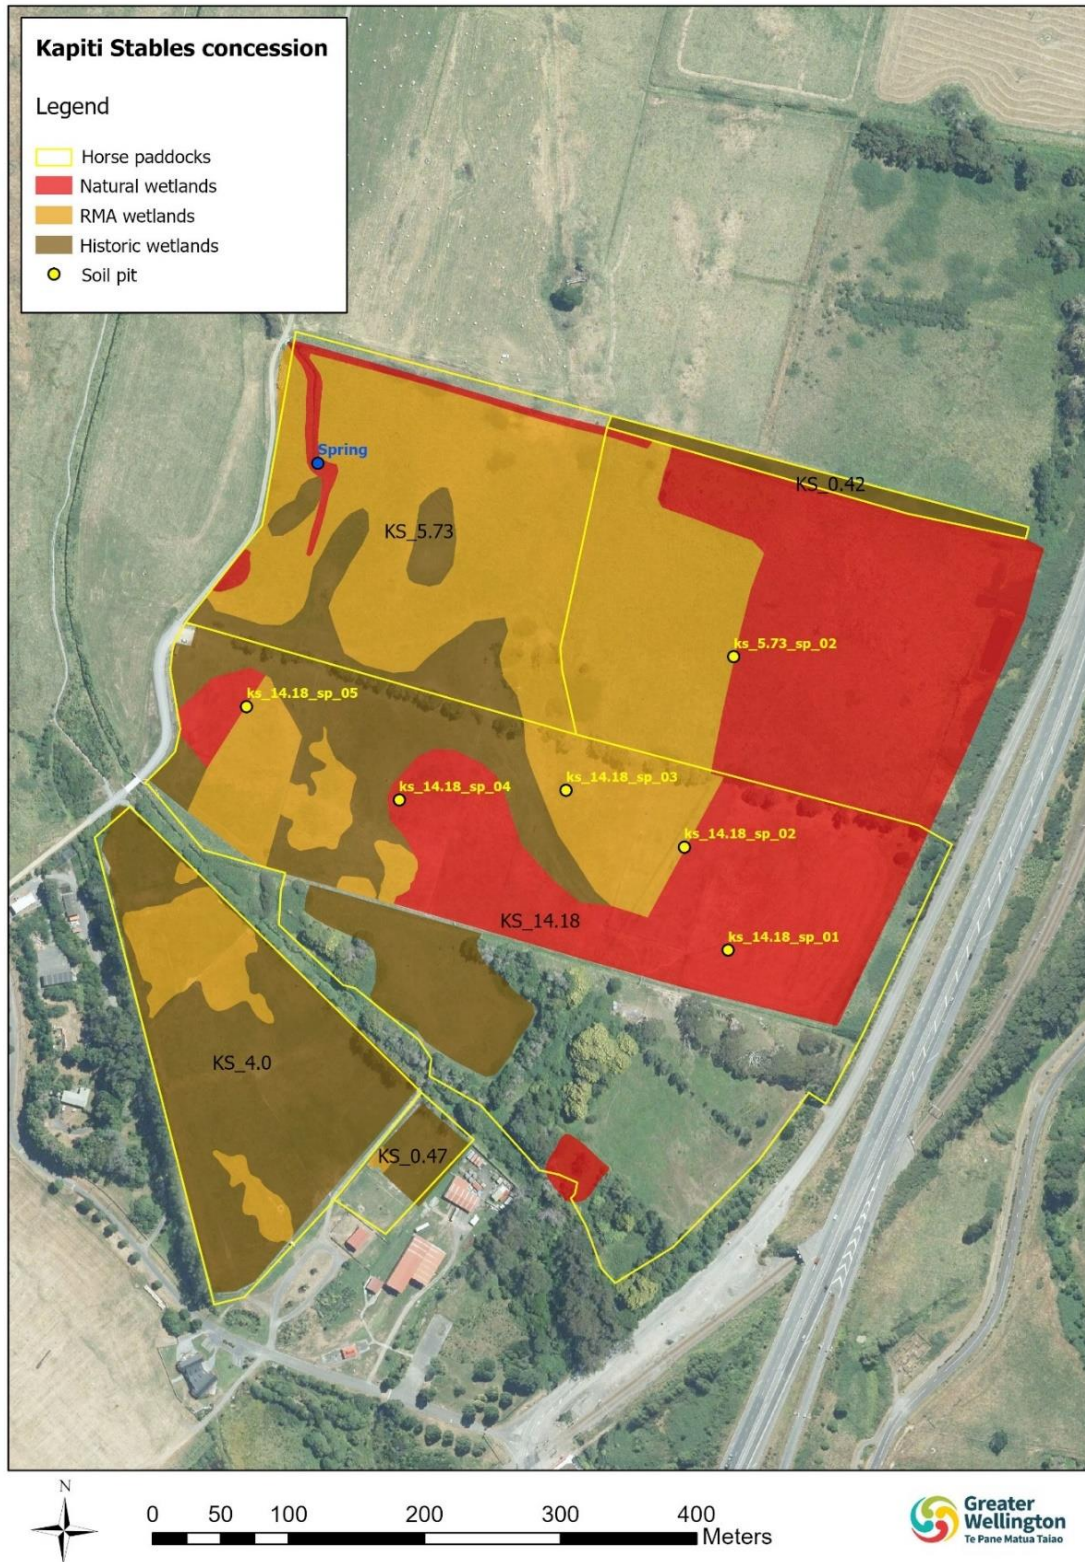 Kapiti Stables concession
Legend
Horse paddocks
Natural wetlands
RMA wetlands
Historic wetlands
Soil pit
Spring
KS_0.42
KS_5.73
ks_5.73_sp_02
ks_14.18_sp_05
ks_14.18_sp_03
ks_14.18_sp_04
ks_14.18_sp_02
KS_14.18
ks_14.18_sp_01
KS_4.0
KS_0.47
N
0 50 100 200 300 400
Meters
Greater
Wellington
Te Pane Matua Taiao